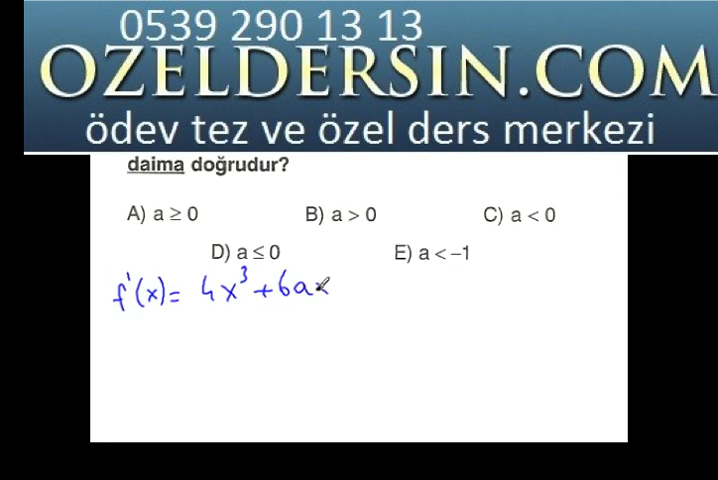 0539 290 13 13
OZELDERSIN.COM
ödev tez ve özel ders merkezi
daima doğrudur?
A) a ≥ 0 B) a > 0 C) a < 0
D) a ≤ 0 E) a < –1
f'(x) = 4x³ + 6ax